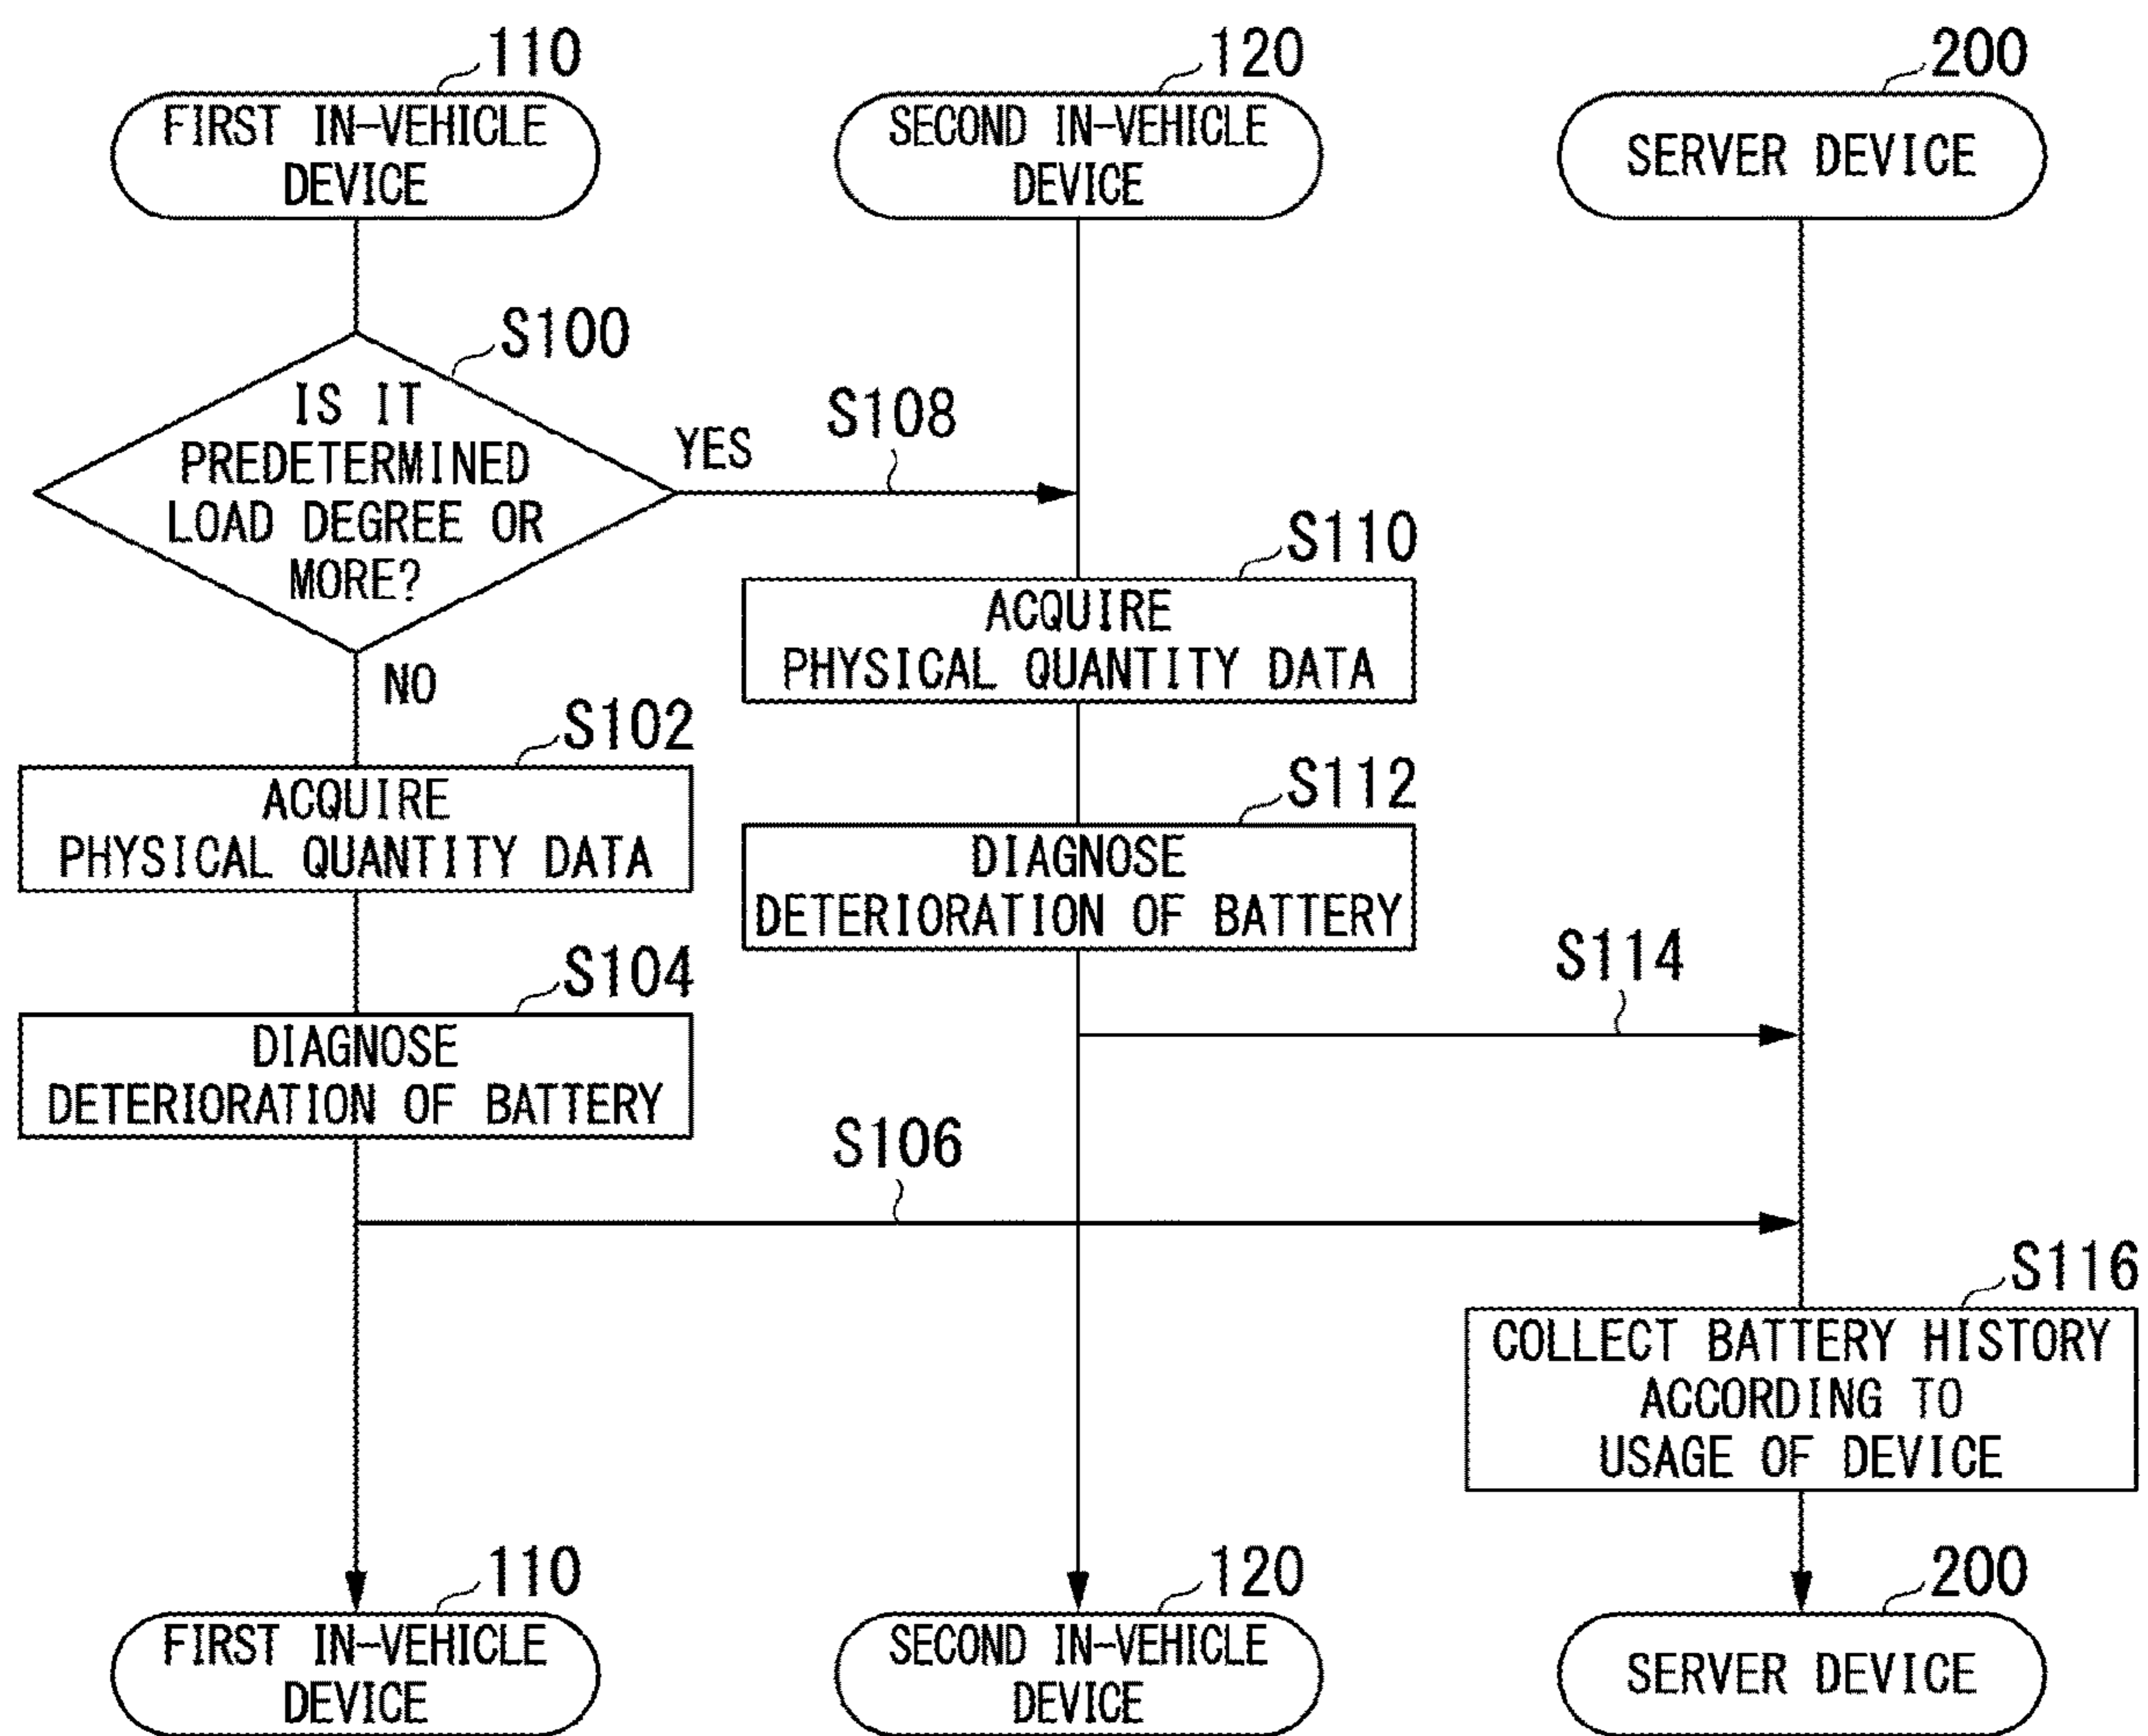 110
FIRST IN-VEHICLE
DEVICE
120
SECOND IN-VEHICLE
DEVICE
200
SERVER DEVICE
S100
IS IT
PREDETERMINED
LOAD DEGREE OR
MORE?
YES
S108
NO
S110
ACQUIRE
PHYSICAL QUANTITY DATA
S102
ACQUIRE
PHYSICAL QUANTITY DATA
S112
DIAGNOSE
DETERIORATION OF BATTERY
S104
DIAGNOSE
DETERIORATION OF BATTERY
S114
S106
S116
COLLECT BATTERY HISTORY
ACCORDING TO
USAGE OF DEVICE
110
FIRST IN-VEHICLE
DEVICE
120
SECOND IN-VEHICLE
DEVICE
200
SERVER DEVICE